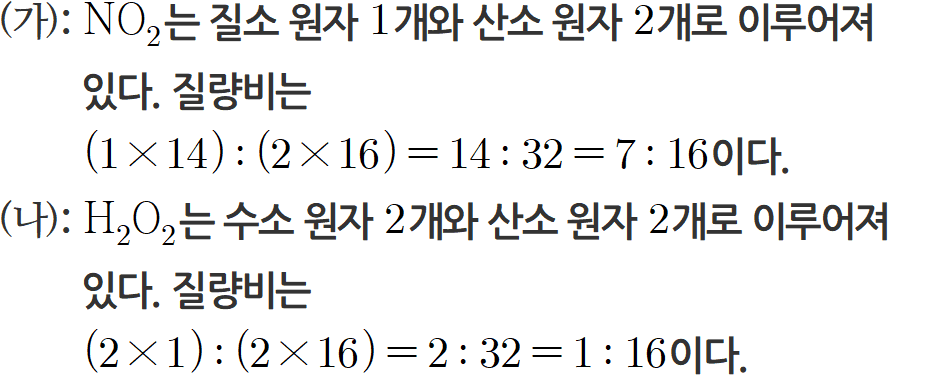 (가): NO₂는 질소 원자 1개와 산소 원자 2개로 이루어져
있다. 질량비는
(1×14) : (2×16) = 14 : 32 = 7 : 16이다.
(나): H₂O₂는 수소 원자 2개와 산소 원자 2개로 이루어져
있다. 질량비는
(2×1) : (2×16) = 2 : 32 = 1 : 16이다.